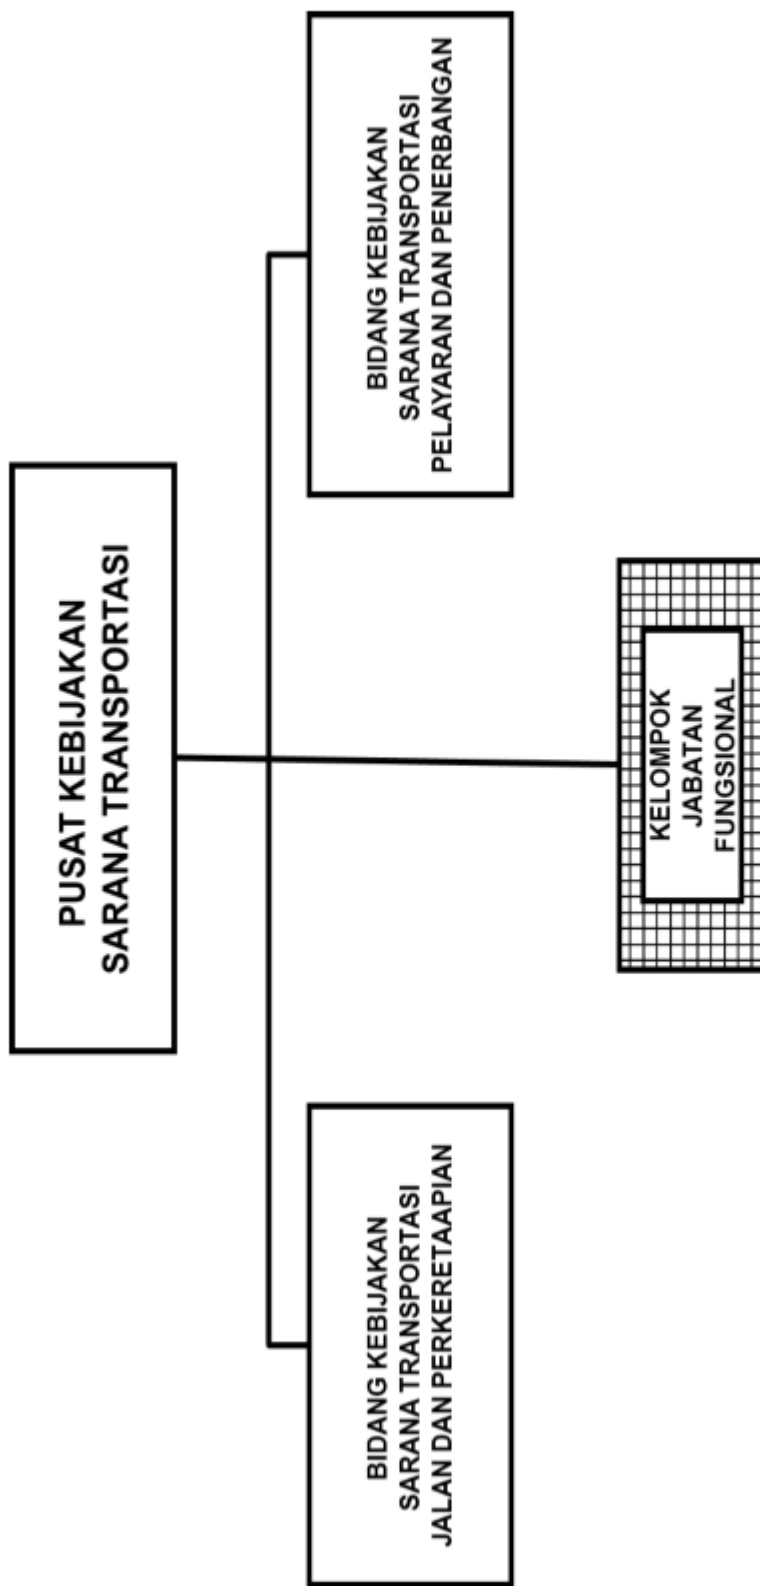 PUSAT KEBIJAKAN
SARANA TRANSPORTASI
BIDANG KEBIJAKAN
SARANA TRANSPORTASI
JALAN DAN PERKERETAAPIAN
BIDANG KEBIJAKAN
SARANA TRANSPORTASI
PELAYARAN DAN PENERBANGAN
KELOMPOK
JABATAN
FUNGSIONAL